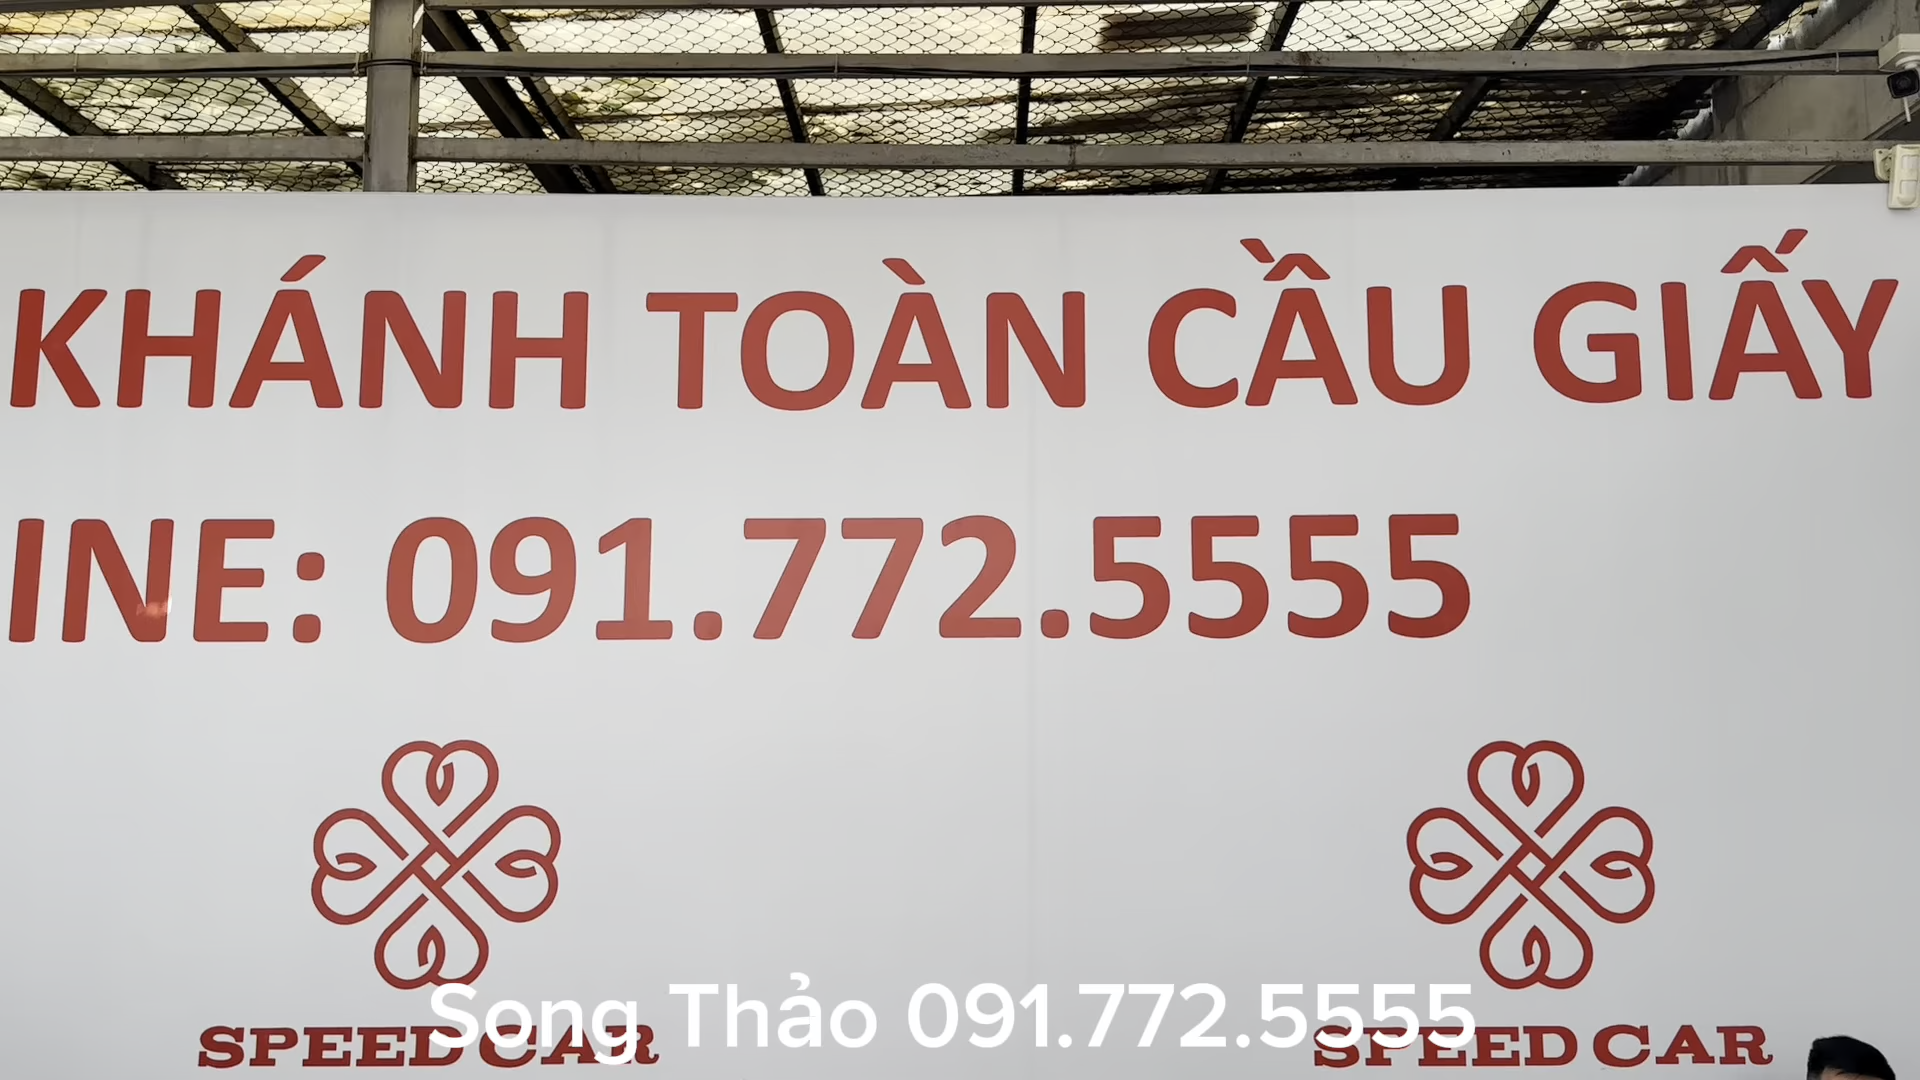 KHÁNH TOÀN CẦU GIẤY
INE: 091.772.5555
SPEED CAR
SPEED CAR
Song Thảo 091.772.5555